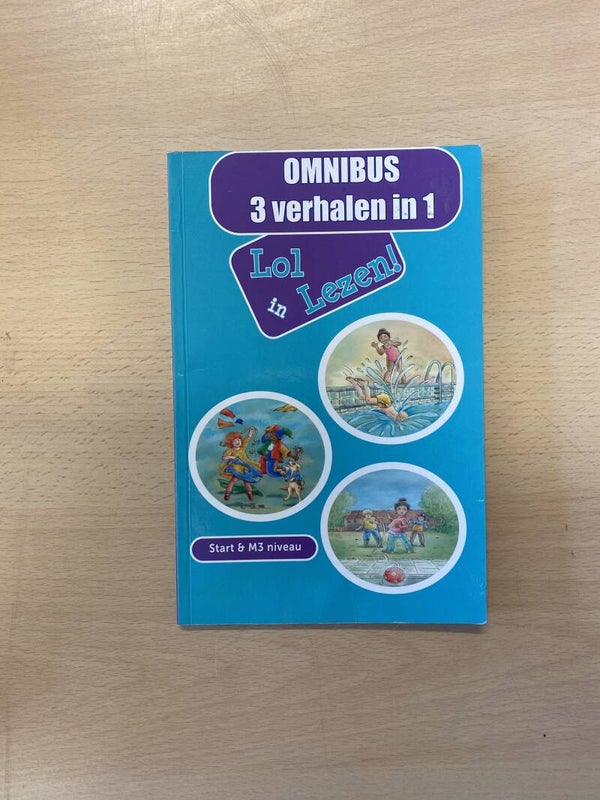 OMNIBUS
3 verhalen in 1
Lol
in Lezen!
Start & M3 niveau